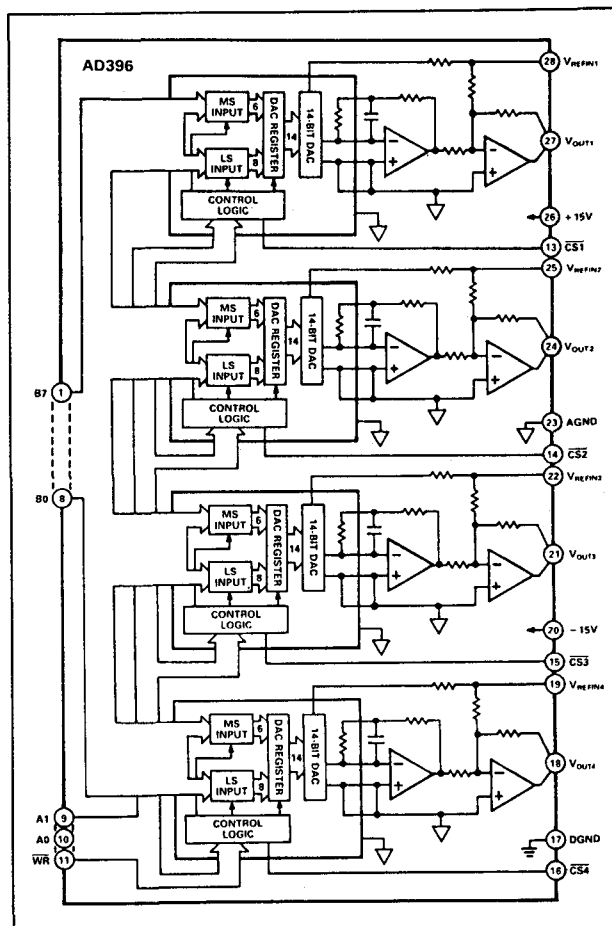 AD396
28 VREFIN1
MS INPUT
6
DAC REGISTER
14
14-BIT DAC
LS INPUT
8
CONTROL LOGIC
−
+
−
+
27 VOUT1
26 +15V
13 CS1
25 VREFIN2
MS INPUT
6
DAC REGISTER
14
14-BIT DAC
LS INPUT
8
CONTROL LOGIC
−
+
−
+
24 VOUT2
B7 1
23 AGND
14 CS2
22 VREFIN3
B0 8
MS INPUT
6
DAC REGISTER
14
14-BIT DAC
LS INPUT
8
CONTROL LOGIC
−
+
−
+
21 VOUT3
20 −15V
15 CS3
19 VREFIN4
MS INPUT
6
DAC REGISTER
14
14-BIT DAC
LS INPUT
8
CONTROL LOGIC
−
+
−
+
18 VOUT4
A1 9
A0 10
WR 11
17 DGND
16 CS4